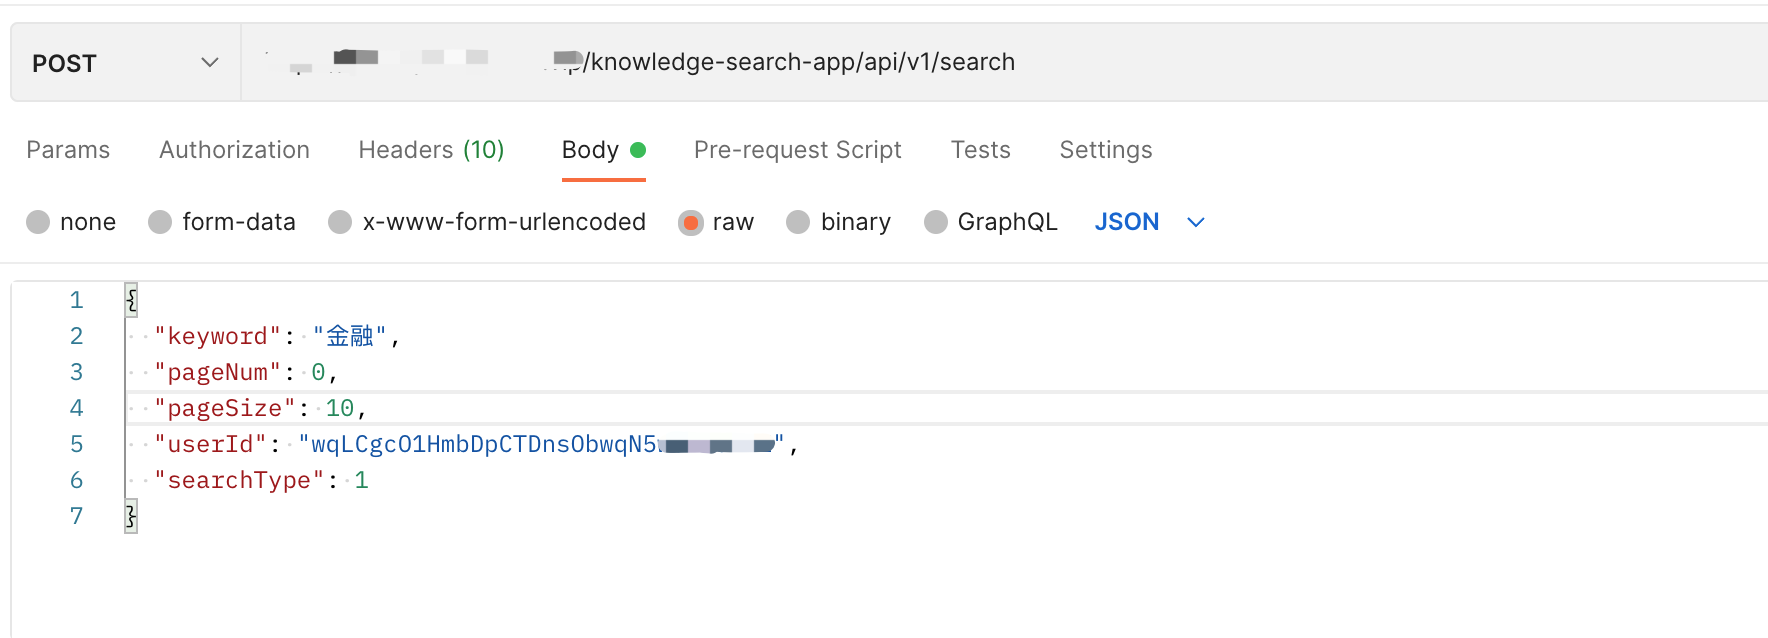 POST /knowledge-search-app/api/v1/search
Params Authorization Headers (10) Body Pre-request Script Tests Settings
none form-data x-www-form-urlencoded raw binary GraphQL JSON
1 {
2 "keyword": "金融",
3 "pageNum": 0,
4 "pageSize": 10,
5 "userId": "wqLCgcO1HmbDpCTDnsObwqN5",
6 "searchType": 1
7 }